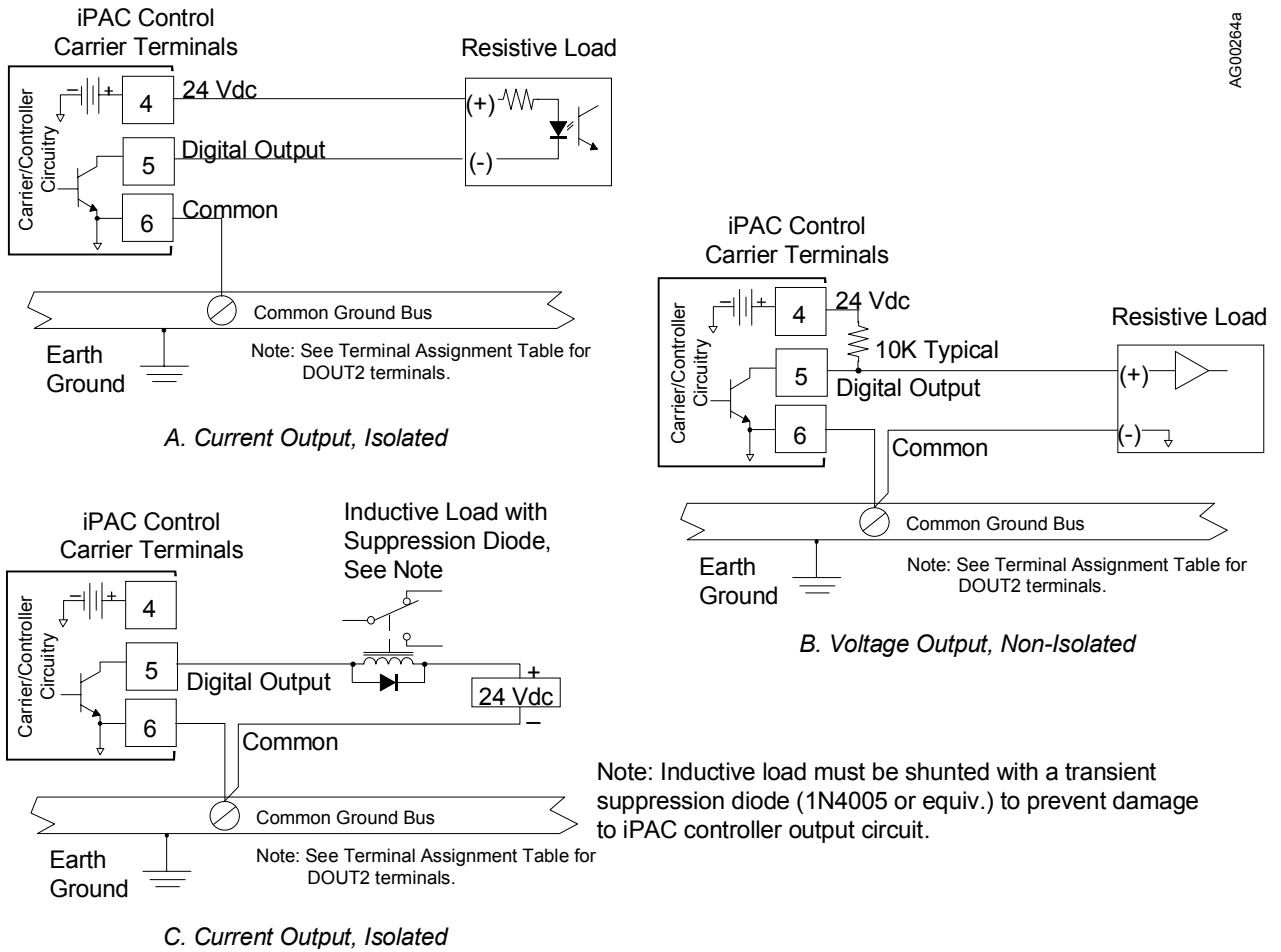 AG00264a
iPAC Control
Carrier Terminals
Resistive Load
Carrier/Controller
Circuitry
– +
4
24 Vdc
(+)
5
Digital Output
(-)
6
Common
Common Ground Bus
Earth
Ground
Note: See Terminal Assignment Table for
DOUT2 terminals.
A. Current Output, Isolated
iPAC Control
Carrier Terminals
Resistive Load
Carrier/Controller
Circuitry
– +
4
24 Vdc
10K Typical
5
Digital Output
(+)
6
Common
(-)
Common Ground Bus
Earth
Ground
Note: See Terminal Assignment Table for
DOUT2 terminals.
B. Voltage Output, Non-Isolated
iPAC Control
Carrier Terminals
Inductive Load with
Suppression Diode,
See Note
Carrier/Controller
Circuitry
– +
4
5
Digital Output
+
24 Vdc
–
6
Common
Common Ground Bus
Earth
Ground
Note: See Terminal Assignment Table for
DOUT2 terminals.
C. Current Output, Isolated
Note: Inductive load must be shunted with a transient
suppression diode (1N4005 or equiv.) to prevent damage
to iPAC controller output circuit.